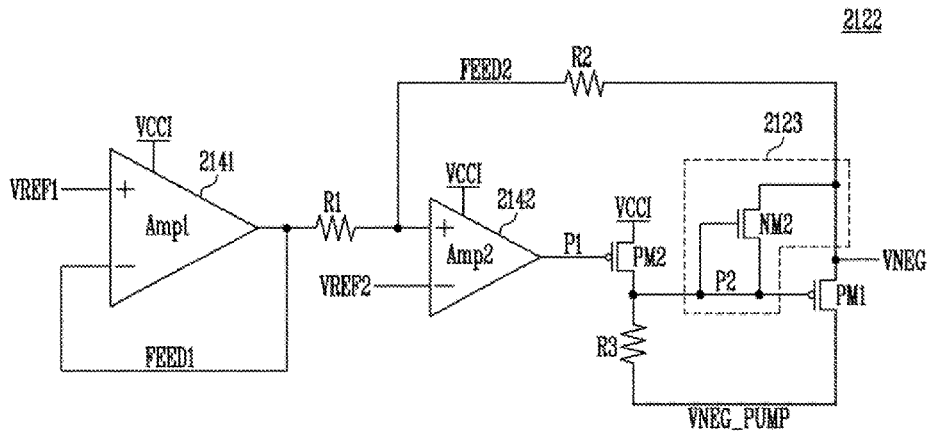 2122
FEED2
R2
2123
VCCI
2141
VREF1
+
Amp1
-
R1
VCCI
2142
+
Amp2
VREF2
-
P1
VCCI
PM2
NM2
VNEG
P2
PM1
FEED1
R3
VNEG_PUMP